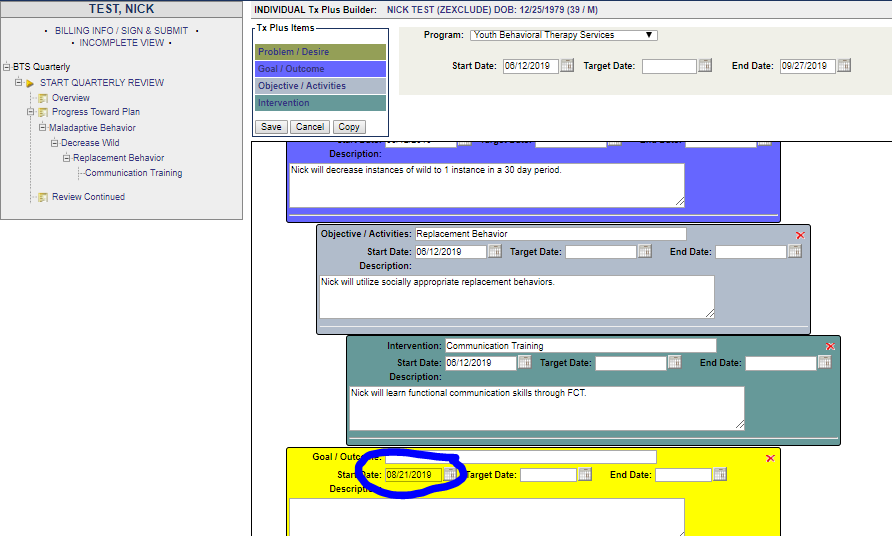 TEST, NICK
• BILLING INFO / SIGN & SUBMIT •
• INCOMPLETE VIEW •
BTS Quarterly
START QUARTERLY REVIEW
Overview
Progress Toward Plan
Maladaptive Behavior
Decrease Wild
Replacement Behavior
Communication Training
Review Continued
INDIVIDUAL Tx Plus Builder: NICK TEST (ZEXCLUDE) DOB: 12/25/1979 (39 / M)
Tx Plus Items
Problem / Desire
Goal / Outcome
Objective / Activities
Intervention
Save Cancel Copy
Program: Youth Behavioral Therapy Services
Start Date: 06/12/2019 Target Date: End Date: 09/27/2019
Start Date: 06/12/2019 Target Date: End Date:
Description:
Nick will decrease instances of wild to 1 instance in a 30 day period.
Objective / Activities: Replacement Behavior
Start Date: 06/12/2019 Target Date: End Date:
Description:
Nick will utilize socially appropriate replacement behaviors.
Intervention: Communication Training
Start Date: 06/12/2019 Target Date: End Date:
Description:
Nick will learn functional communication skills through FCT.
Goal / Outcome:
Start Date: 08/21/2019 Target Date: End Date:
Description: